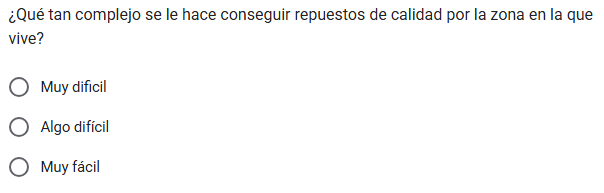 ¿Qué tan complejo se le hace conseguir repuestos de calidad por la zona en la que
vive?
Muy dificil
Algo difícil
Muy fácil